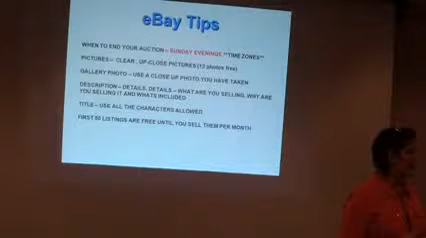 eBay Tips
WHEN TO END YOUR AUCTION – SUNDAY EVENINGS **TIME ZONES**
PICTURES – CLEAR, UP-CLOSE PICTURES (12 photos free)
GALLERY PHOTO – USE A CLOSE UP PHOTO YOU HAVE TAKEN
DESCRIPTION – DETAILS, DETAILS – WHAT ARE YOU SELLING, WHY ARE
YOU SELLING IT AND WHATS INCLUDED
TITLE – USE ALL THE CHARACTERS ALLOWED
FIRST 50 LISTINGS ARE FREE UNTIL YOU SELL THEM PER MONTH